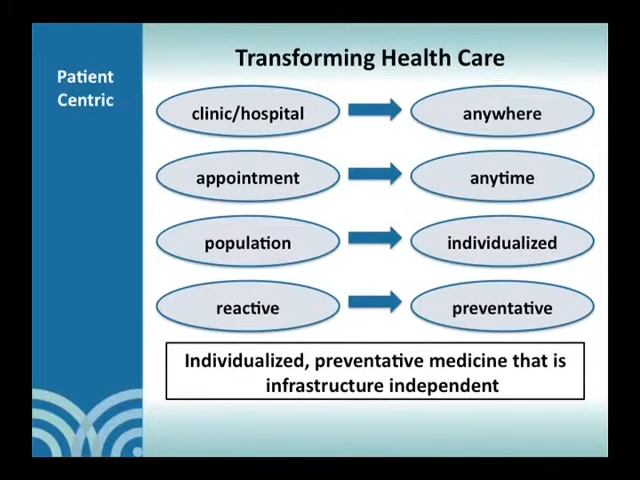 Patient
Centric
Transforming Health Care
clinic/hospital
anywhere
appointment
anytime
population
individualized
reactive
preventative
Individualized, preventative medicine that is
infrastructure independent